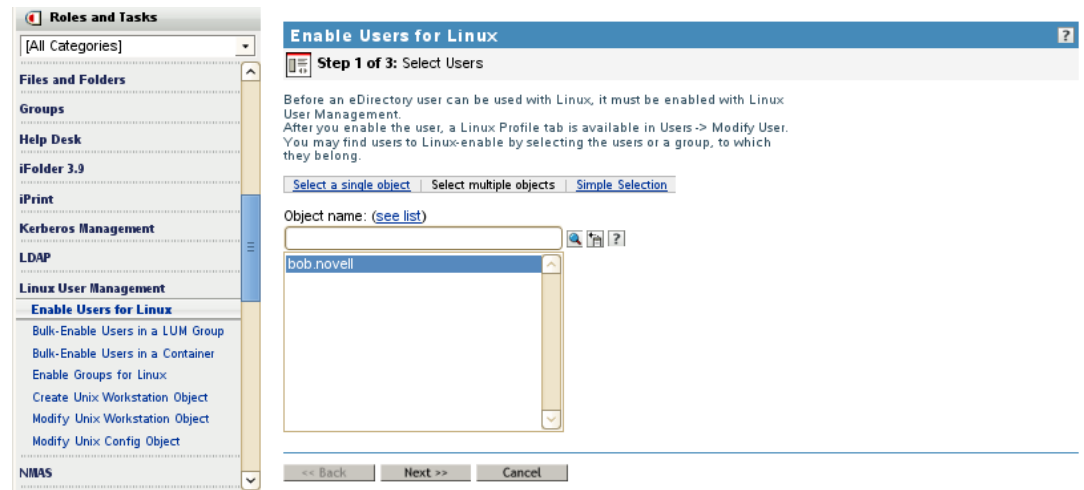 Roles and Tasks
[All Categories]
Files and Folders
Groups
Help Desk
iFolder 3.9
iPrint
Kerberos Management
LDAP
Linux User Management
Enable Users for Linux
Bulk-Enable Users in a LUM Group
Bulk-Enable Users in a Container
Enable Groups for Linux
Create Unix Workstation Object
Modify Unix Workstation Object
Modify Unix Config Object
NMAS
Enable Users for Linux ?
Step 1 of 3: Select Users
Before an eDirectory user can be used with Linux, it must be enabled with Linux
User Management.
After you enable the user, a Linux Profile tab is available in Users -> Modify User.
You may find users to Linux-enable by selecting the users or a group, to which
they belong.
Select a single object | Select multiple objects | Simple Selection
Object name: (see list)
?
bob.novell
<< Back Next >> Cancel